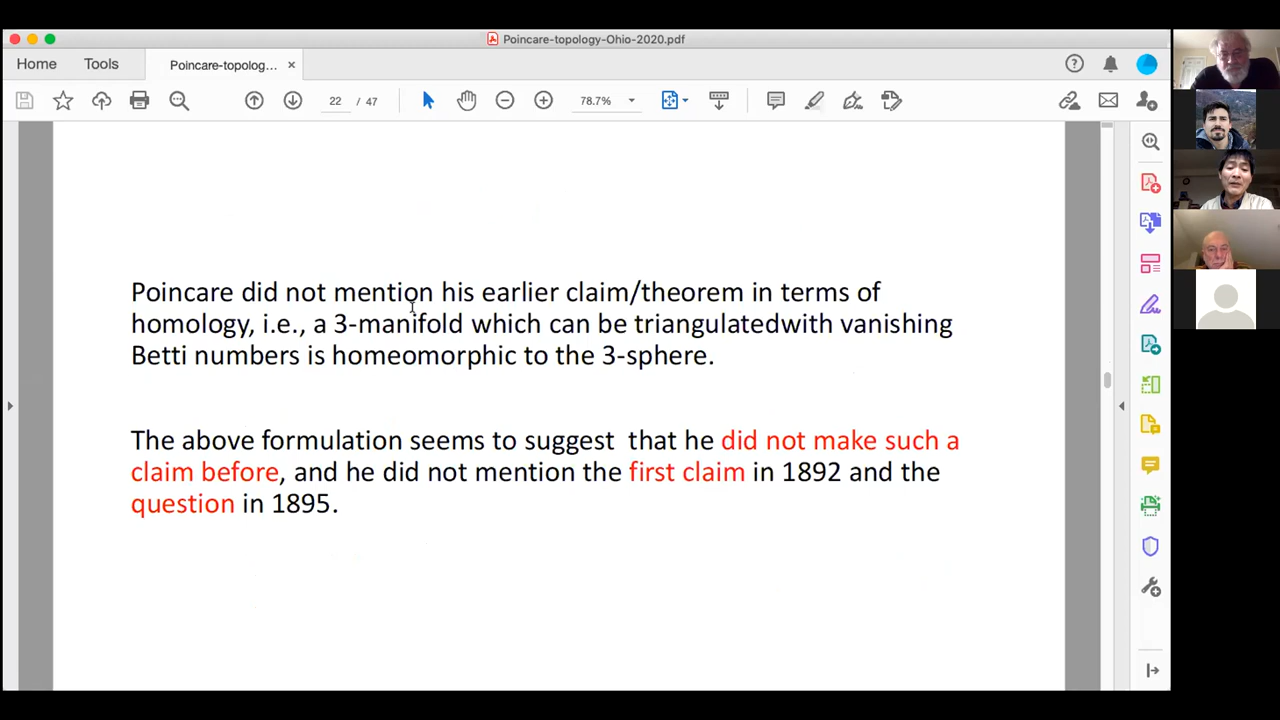 Poincare-topology-Ohio-2020.pdf
Home Tools Poincare-topolog... ×
22 / 47 78.7%
Poincare did not mention his earlier claim/theorem in terms of
homology, i.e., a 3-manifold which can be triangulatedwith vanishing
Betti numbers is homeomorphic to the 3-sphere.
The above formulation seems to suggest that he did not make such a
claim before, and he did not mention the first claim in 1892 and the
question in 1895.